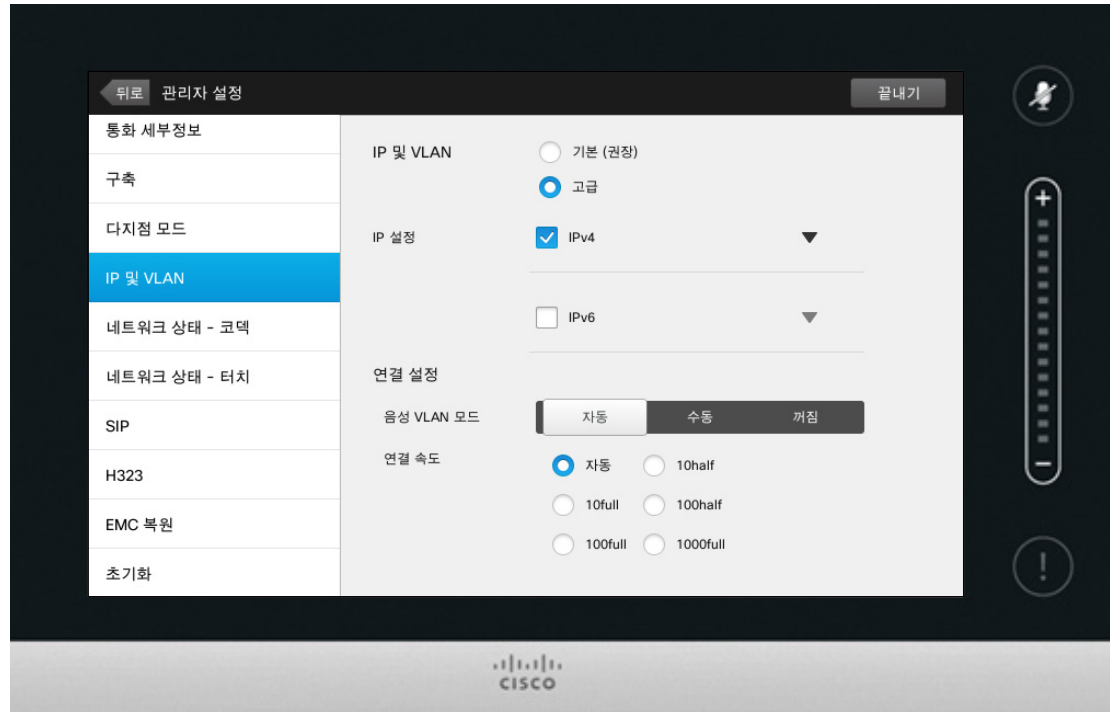 뒤로 관리자 설정 끝내기
통화 세부정보
구축
다지점 모드
IP 및 VLAN
네트워크 상태 - 코덱
네트워크 상태 - 터치
SIP
H323
EMC 복원
초기화
IP 및 VLAN
기본 (권장)
고급
IP 설정
IPv4
IPv6
연결 설정
음성 VLAN 모드 자동 수동 꺼짐
연결 속도
자동 10half
10full 100half
100full 1000full
+
-
!
CISCO